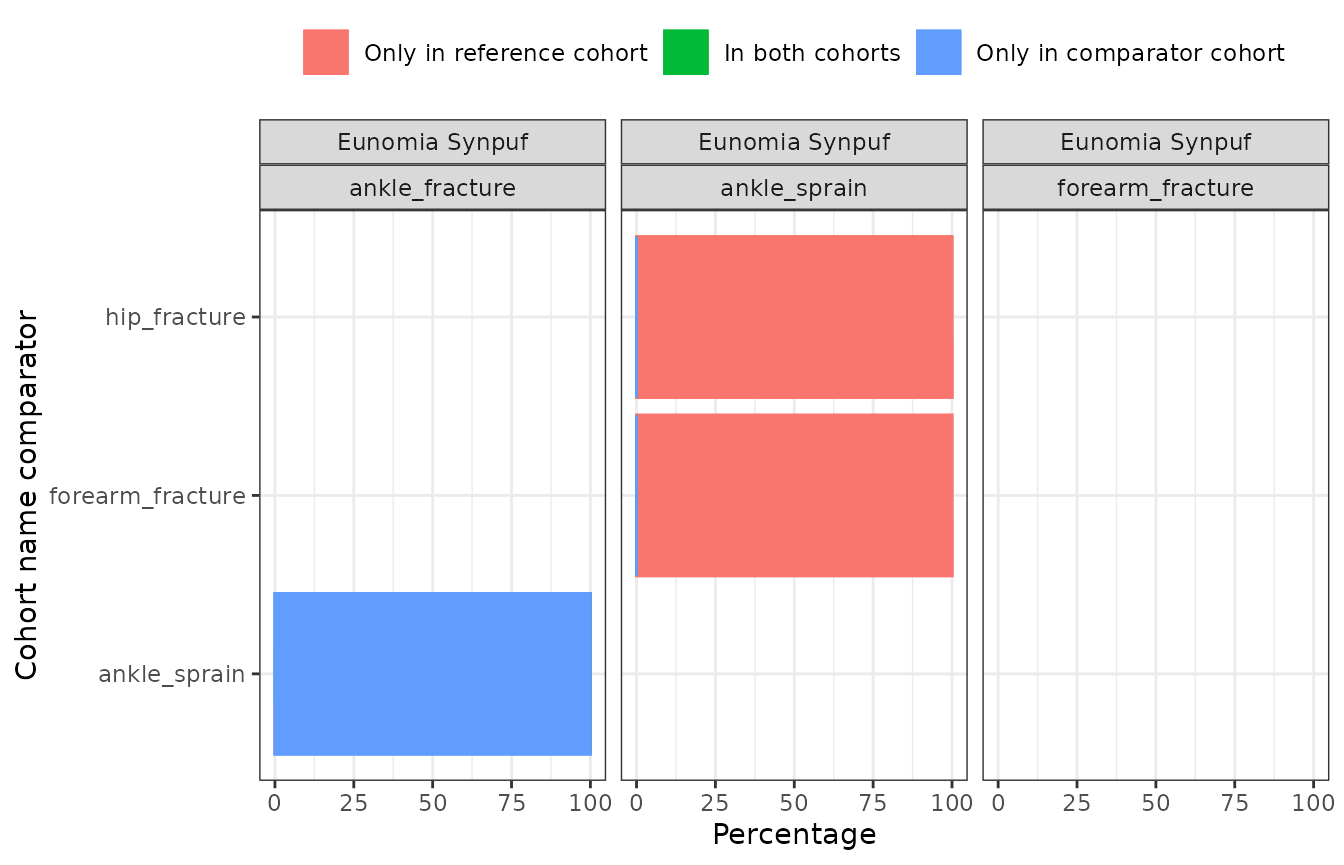 Only in reference cohort In both cohorts Only in comparator cohort
Eunomia Synpuf Eunomia Synpuf Eunomia Synpuf
ankle_fracture ankle_sprain forearm_fracture
Cohort name comparator
hip_fracture
forearm_fracture
ankle_sprain
0 25 50 75 100 0 25 50 75 100 0 25 50 75 100
Percentage